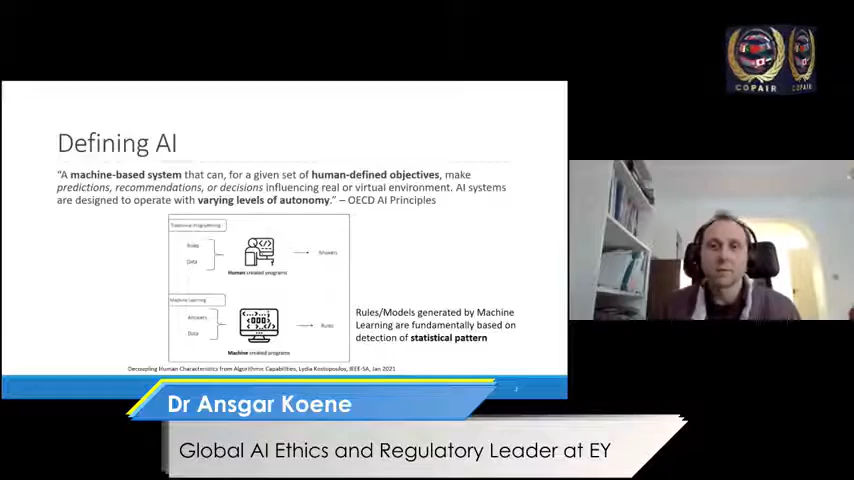 COPAIR
COPAIR
Defining AI
“A machine-based system that can, for a given set of human-defined objectives, make
predictions, recommendations, or decisions influencing real or virtual environment. AI systems
are designed to operate with varying levels of autonomy.” – OECD AI Principles
Traditional Programming
Rules
Data
Answers
Human created programs
Machine Learning
Answers
Data
Rules
Machine created programs
Rules/Models generated by Machine
Learning are fundamentally based on
detection of statistical pattern
Decoupling Human Characteristics from Algorithmic Capabilities, Lydia Kostopoulos, IEEE-SA, Jan 2021
2
Dr Ansgar Koene
Global AI Ethics and Regulatory Leader at EY